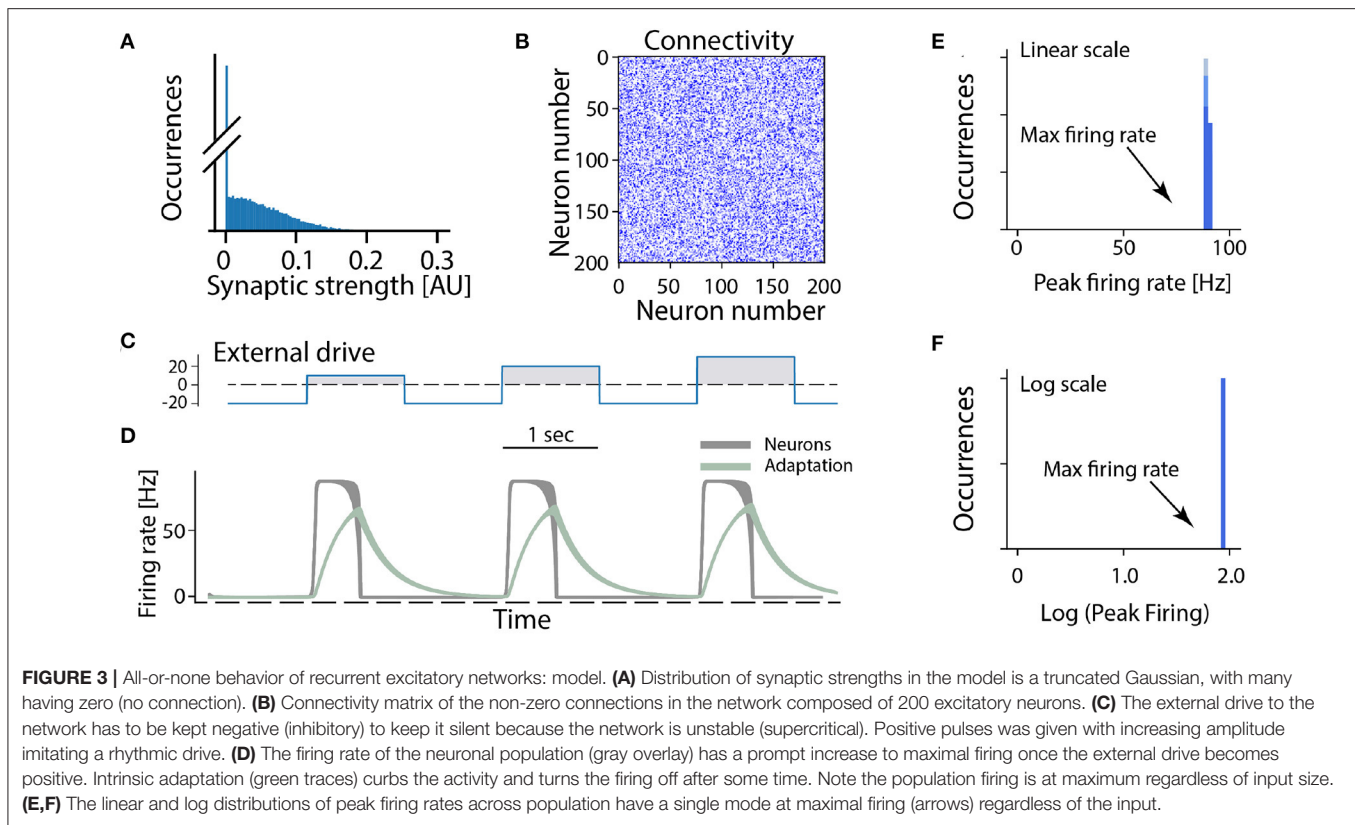 A
Occurrences
0
0.1
0.2
0.3
Synaptic strength [AU]
B
Connectivity
Neuron number
0
50
100
150
200
0
50
100
150
200
Neuron number
C
External drive
20
0
-20
D
1 sec
Neurons
Adaptation
Firing rate [Hz]
50
0
Time
E
Linear scale
Max firing rate
Occurrences
0
50
100
Peak firing rate [Hz]
F
Log scale
Max firing rate
Occurrences
0
1.0
2.0
Log (Peak Firing)
FIGURE 3 | All-or-none behavior of recurrent excitatory networks: model. (A) Distribution of synaptic strengths in the model is a truncated Gaussian, with many
having zero (no connection). (B) Connectivity matrix of the non-zero connections in the network composed of 200 excitatory neurons. (C) The external drive to the
network has to be kept negative (inhibitory) to keep it silent because the network is unstable (supercritical). Positive pulses was given with increasing amplitude
imitating a rhythmic drive. (D) The firing rate of the neuronal population (gray overlay) has a prompt increase to maximal firing once the external drive becomes
positive. Intrinsic adaptation (green traces) curbs the activity and turns the firing off after some time. Note the population firing is at maximum regardless of input size.
(E,F) The linear and log distributions of peak firing rates across population have a single mode at maximal firing (arrows) regardless of the input.